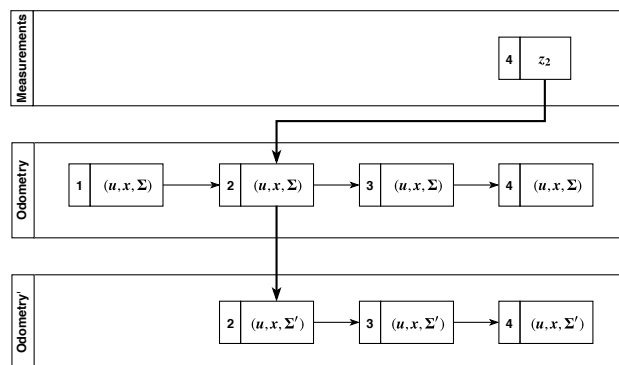 Measurements
4 z₂
Odometry
1 (u, x, Σ)
2 (u, x, Σ)
3 (u, x, Σ)
4 (u, x, Σ)
Odometry'
2 (u, x, Σ′)
3 (u, x, Σ′)
4 (u, x, Σ′)